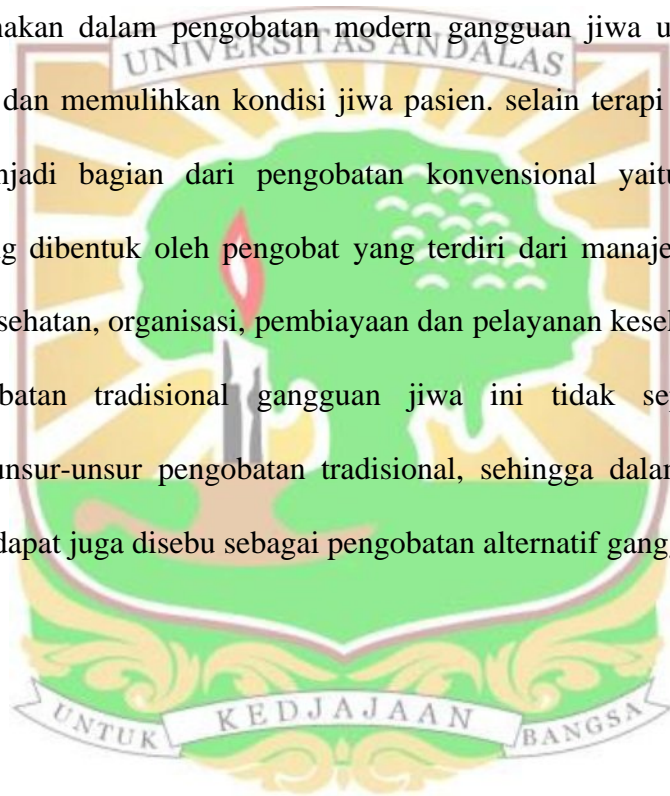 nakan dalam pengobatan modern gangguan jiwa u
UNIVERSITAS ANDALAS
dan memulihkan kondisi jiwa pasien. selain terapi
njadi bagian dari pengobatan konvensional yaitu
g dibentuk oleh pengobat yang terdiri dari manaje
sehatan, organisasi, pembiayaan dan pelayanan kesel
batan tradisional gangguan jiwa ini tidak se
unsur-unsur pengobatan tradisional, sehingga dalam
dapat juga disebu sebagai pengobatan alternatif gang
UNTUK KEDJAJAAN BANGSA